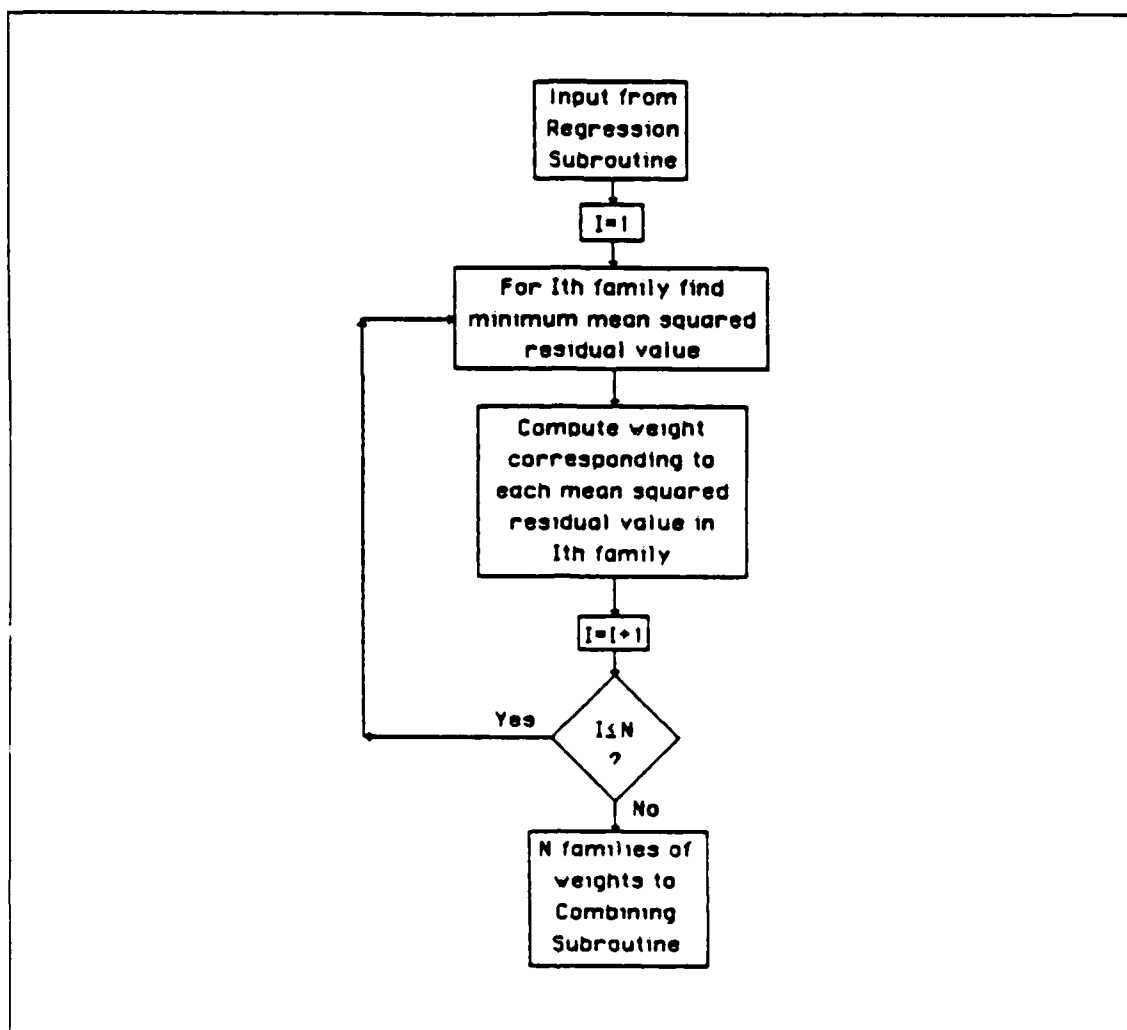 Input from
Regression
Subroutine
I=1
For Ith family find
minimum mean squared
residual value
Compute weight
corresponding to
each mean squared
residual value in
Ith family
I=I+1
Yes
I≤N
?
No
N families of
weights to
Combining
Subroutine